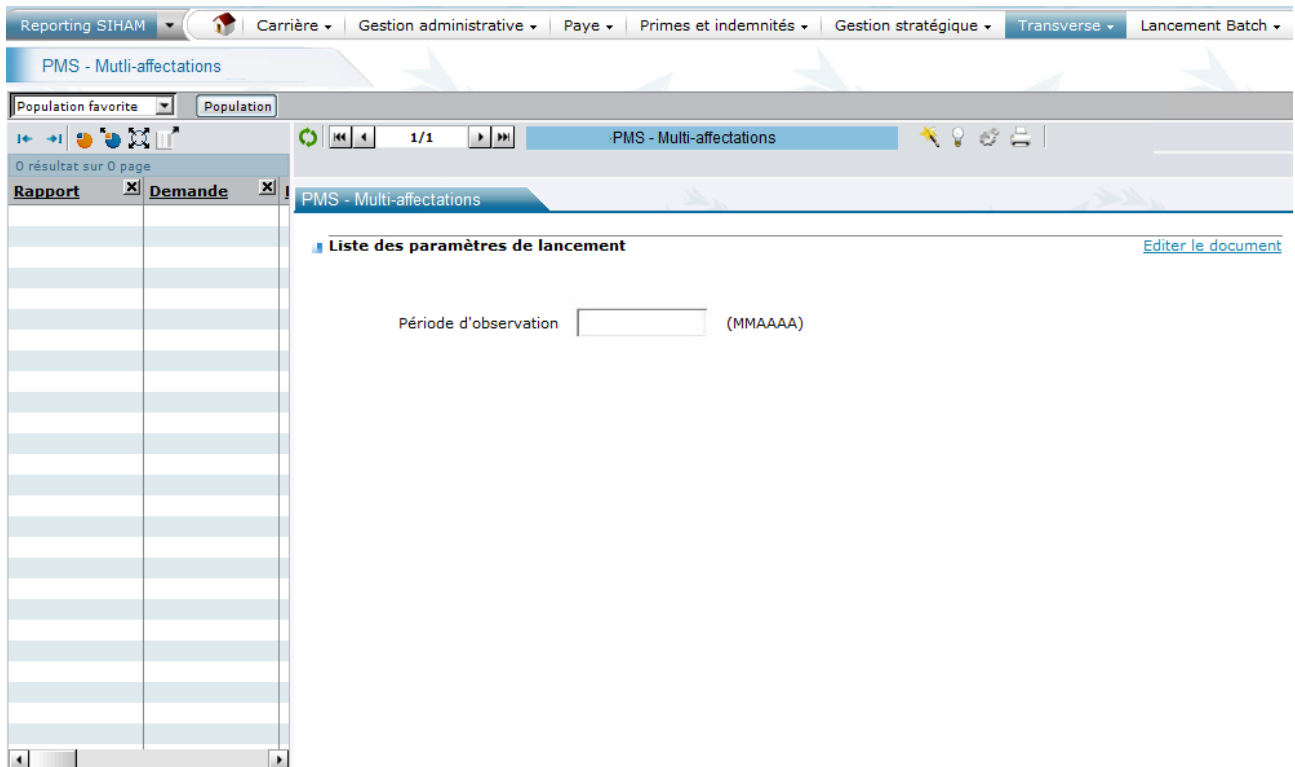 Reporting SIHAM Carrière Gestion administrative Paye Primes et indemnités Gestion stratégique Transverse Lancement Batch
PMS - Mutli-affectations
Population favorite Population
1/1 PMS - Multi-affectations
0 résultat sur 0 page
Rapport Demande
PMS - Multi-affectations
Liste des paramètres de lancement Editer le document
Période d'observation (MMAAAA)